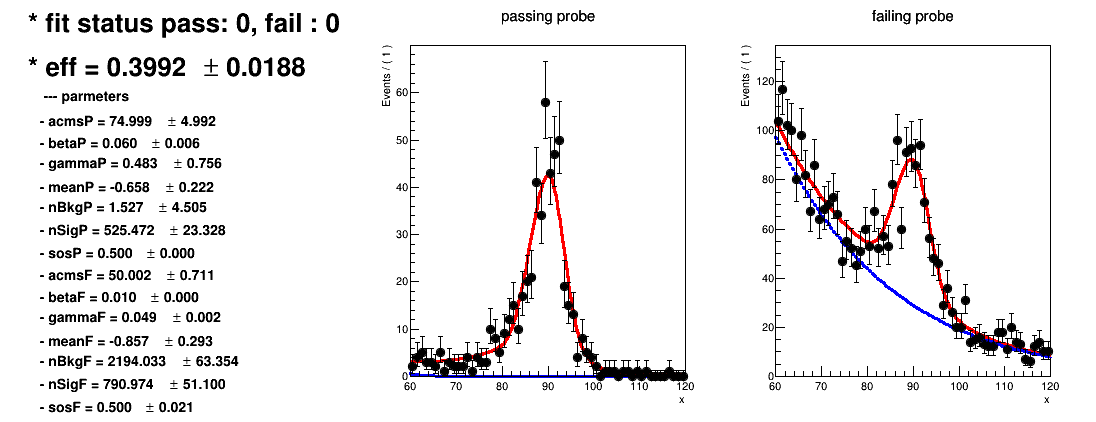 * fit status pass: 0, fail : 0
* eff = 0.3992 ± 0.0188
--- parmeters
- acmsP = 74.999 ± 4.992
- betaP = 0.060 ± 0.006
- gammaP = 0.483 ± 0.756
- meanP = -0.658 ± 0.222
- nBkgP = 1.527 ± 4.505
- nSigP = 525.472 ± 23.328
- sosP = 0.500 ± 0.000
- acmsF = 50.002 ± 0.711
- betaF = 0.010 ± 0.000
- gammaF = 0.049 ± 0.002
- meanF = -0.857 ± 0.293
- nBkgF = 2194.033 ± 63.354
- nSigF = 790.974 ± 51.100
- sosF = 0.500 ± 0.021
passing probe
Events / ( 1 )
60
50
40
30
20
10
0
60 70 80 90 100 110 120
x
failing probe
Events / ( 1 )
120
100
80
60
40
20
0
60 70 80 90 100 110 120
x